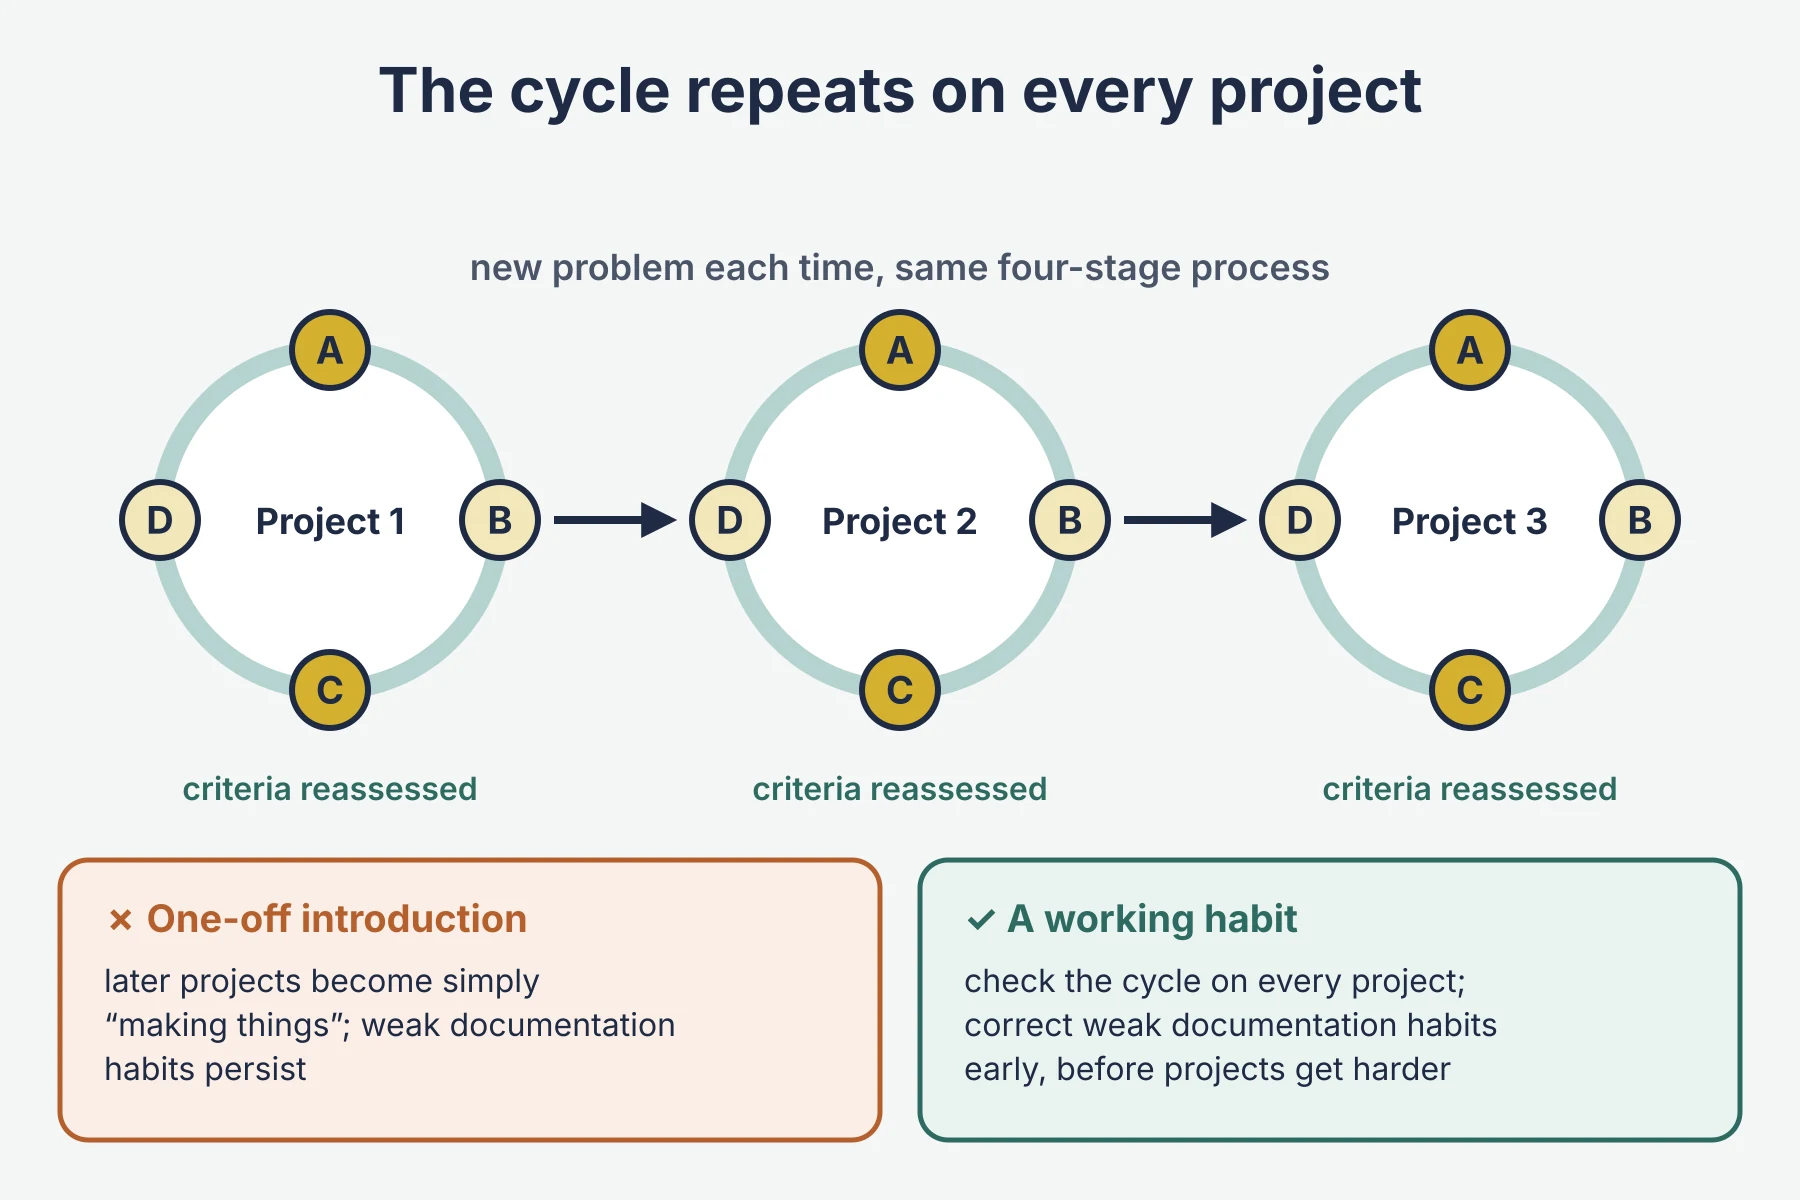 The cycle repeats on every project
new problem each time, same four-stage process
A
A
A
D
Project 1
B
D
Project 2
B
D
Project 3
B
C
C
C
criteria reassessed
criteria reassessed
criteria reassessed
× One-off introduction
later projects become simply
“making things”; weak documentation
habits persist
✓ A working habit
check the cycle on every project;
correct weak documentation habits
early, before projects get harder